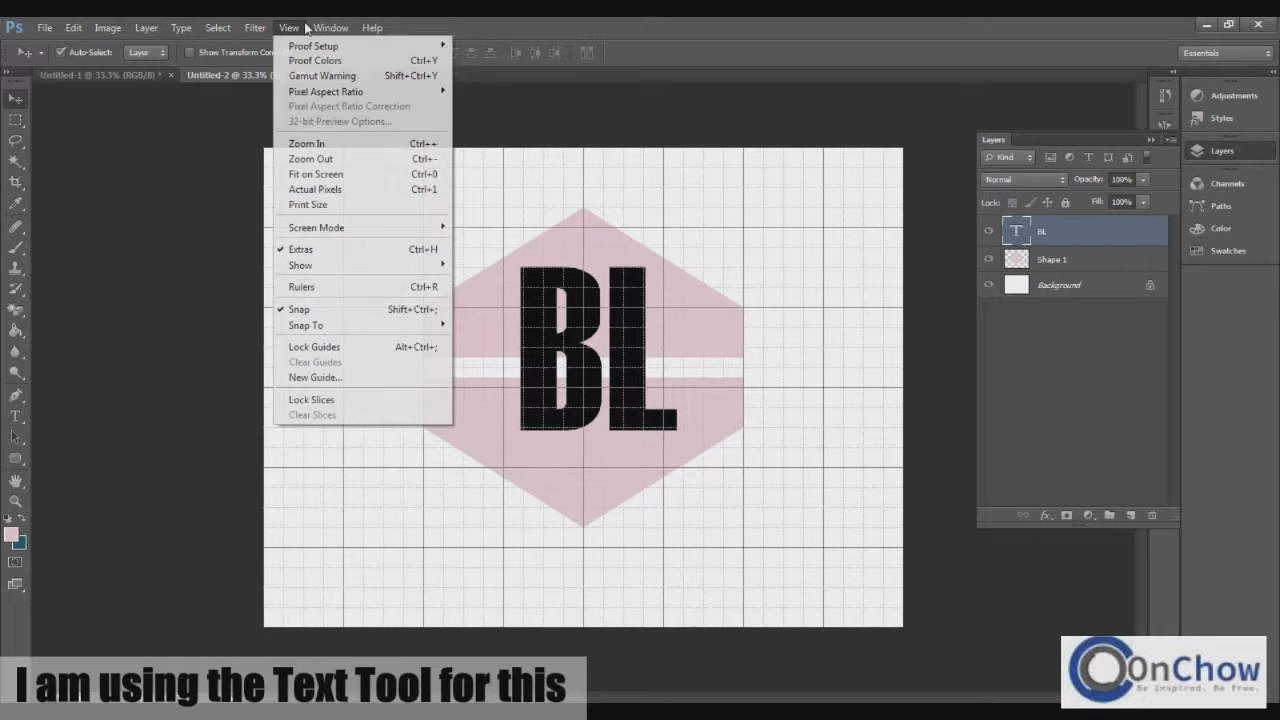 Ps File Edit Image Layer Type Select Filter View Window Help
Auto-Select: Layer Show Transform Con Essentials
Untitled-1 @ 33.3% (RGB/8) * × Untitled-2 @ 33.3%
Proof Setup
Proof Colors Ctrl+Y
Gamut Warning Shift+Ctrl+Y
Pixel Aspect Ratio
Pixel Aspect Ratio Correction
32-bit Preview Options...
Zoom In Ctrl++
Zoom Out Ctrl+-
Fit on Screen Ctrl+0
Actual Pixels Ctrl+1
Print Size
Screen Mode
Extras Ctrl+H
Show
Rulers Ctrl+R
Snap Shift+Ctrl+;
Snap To
Lock Guides Alt+Ctrl+;
Clear Guides
New Guide...
Lock Slices
Clear Slices
BL
Layers
Kind
Normal Opacity: 100%
Lock: Fill: 100%
T BL
Shape 1
Background
Adjustments
Styles
Layers
Channels
Paths
Color
Swatches
I am using the Text Tool for this
OnChow
Be Inspired. Be Free.